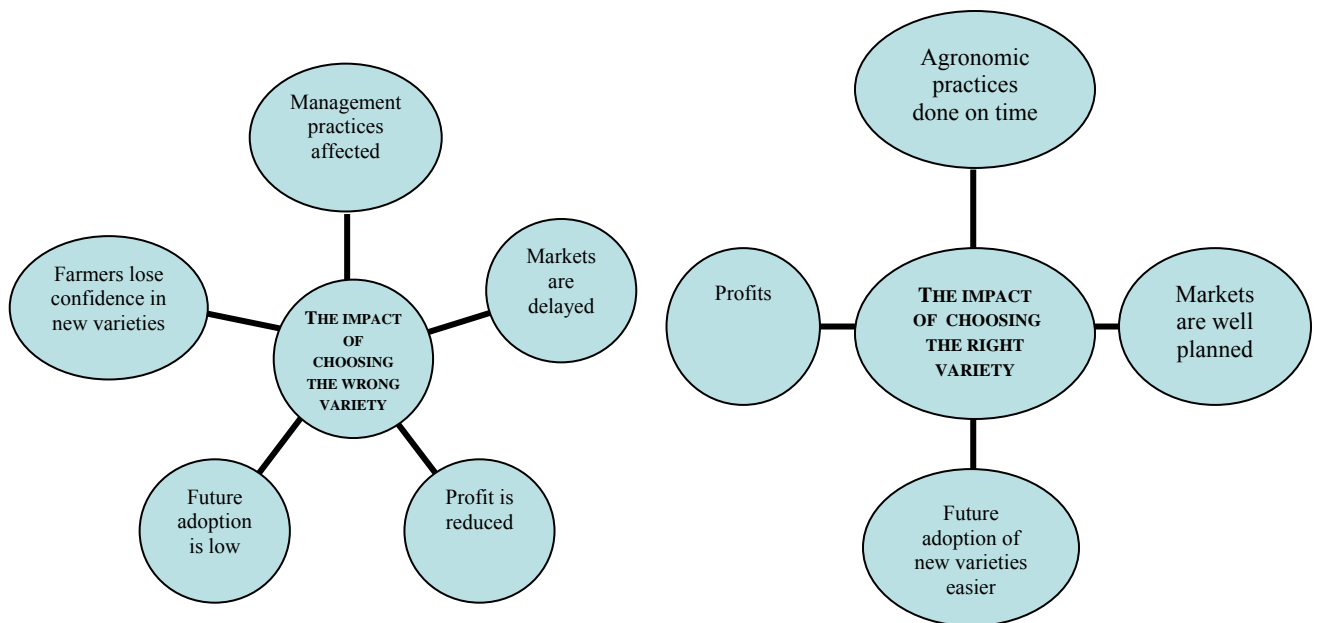 Management
practices
affected
Markets
are
delayed
Farmers lose
confidence in
new varieties
THE IMPACT
OF
CHOOSING
THE WRONG
VARIETY
Future
adoption
is low
Profit is
reduced
Agronomic
practices
done on time
Profits
THE IMPACT
OF CHOOSING
THE RIGHT
VARIETY
Markets
are well
planned
Future
adoption of
new varieties
easier